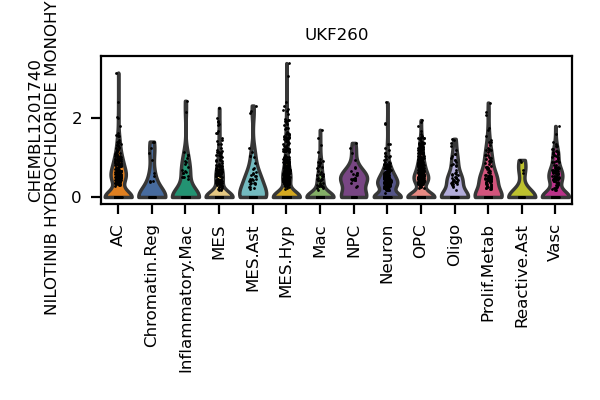 UKF260
CHEMBL1201740
NILOTINIB HYDROCHLORIDE MONOHY
2
0
AC
Chromatin.Reg
Inflammatory.Mac
MES
MES.Ast
MES.Hyp
Mac
NPC
Neuron
OPC
Oligo
Prolif.Metab
Reactive.Ast
Vasc